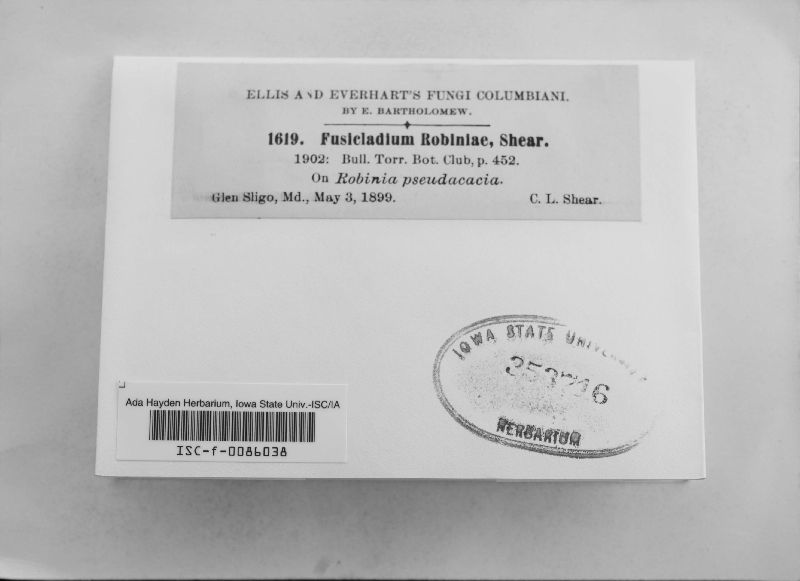 ELLIS AND EVERHART'S FUNGI COLUMBIANI.
BY E. BARTHOLOMEW.
1619. Fusicladium Robiniae, Shear.
1902: Bull. Torr. Bot. Club, p. 452.
On Robinia pseudacacia.
Glen Sligo, Md., May 3, 1899. C. L. Shear.
IOWA STATE UNIVERSITY
HERBARIUM
Ada Hayden Herbarium, Iowa State Univ.-ISC/IA
ISC-f-0086038